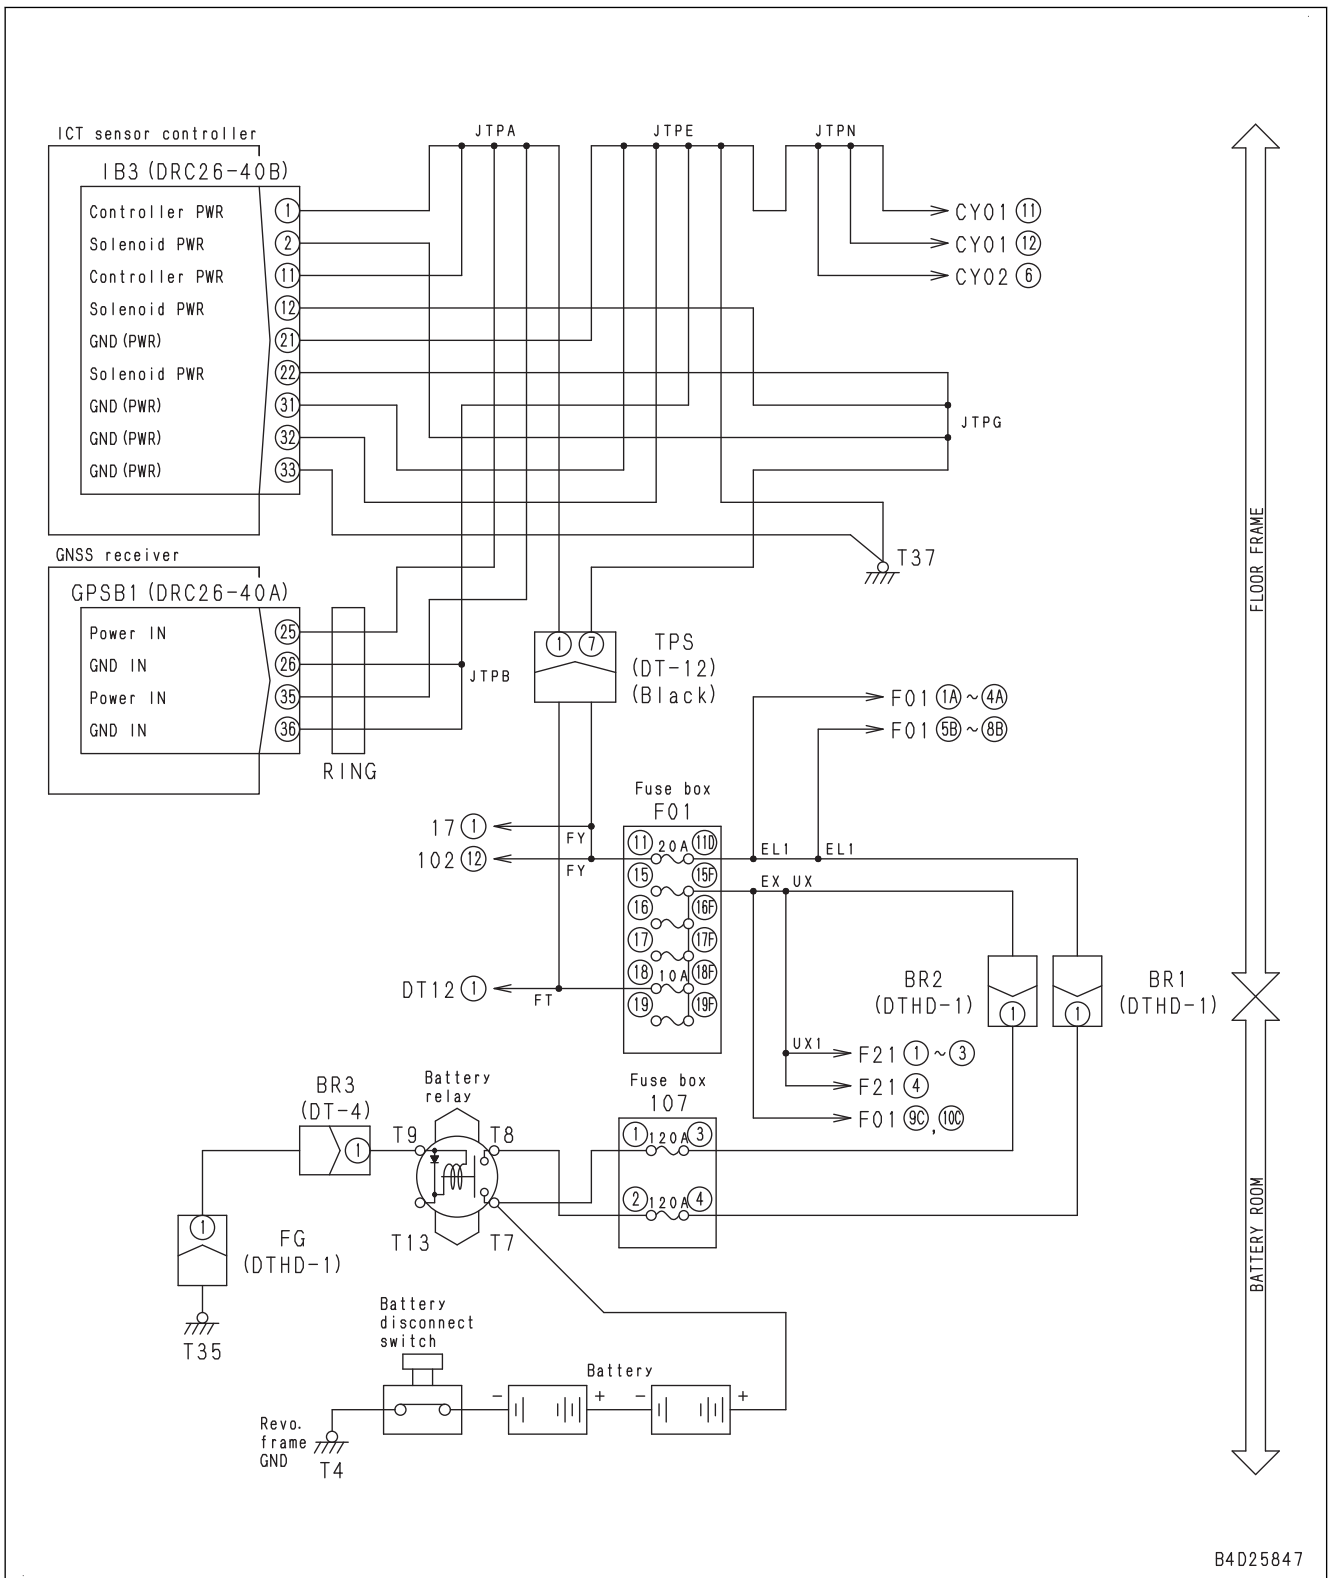 ICT sensor controller
IB3 (DRC26-40B)
Controller PWR 1
Solenoid PWR 2
Controller PWR 11
Solenoid PWR 12
GND (PWR) 21
Solenoid PWR 22
GND (PWR) 31
GND (PWR) 32
GND (PWR) 33
JTPA
JTPE
JTPN
CY01 11
CY01 12
CY02 6
JTPG
T37
GNSS receiver
GPSB1 (DRC26-40A)
Power IN 25
GND IN 26
Power IN 35
GND IN 36
RING
JTPB
1 7
TPS
(DT-12)
(Black)
F01 1A ~ 4A
F01 5B ~ 8B
Fuse box
F01
17 1
FY
102 12
FY
11 20A 11D
15 15F
16 16F
17 17F
18 10A 18F
19 19F
EL1
EL1
EX UX
DT12 1
FT
BR2
(DTHD-1)
1
1
BR1
(DTHD-1)
UX1
F21 1 ~ 3
F21 4
F01 9C , 10C
BR3
(DT-4)
1
Battery
relay
T9
T8
T13
T7
Fuse box
107
1 120A 3
2 120A 4
1
FG
(DTHD-1)
T35
Battery
disconnect
switch
Battery
- +
- +
Revo.
frame
GND
T4
FLOOR FRAME
BATTERY ROOM
B4D25847